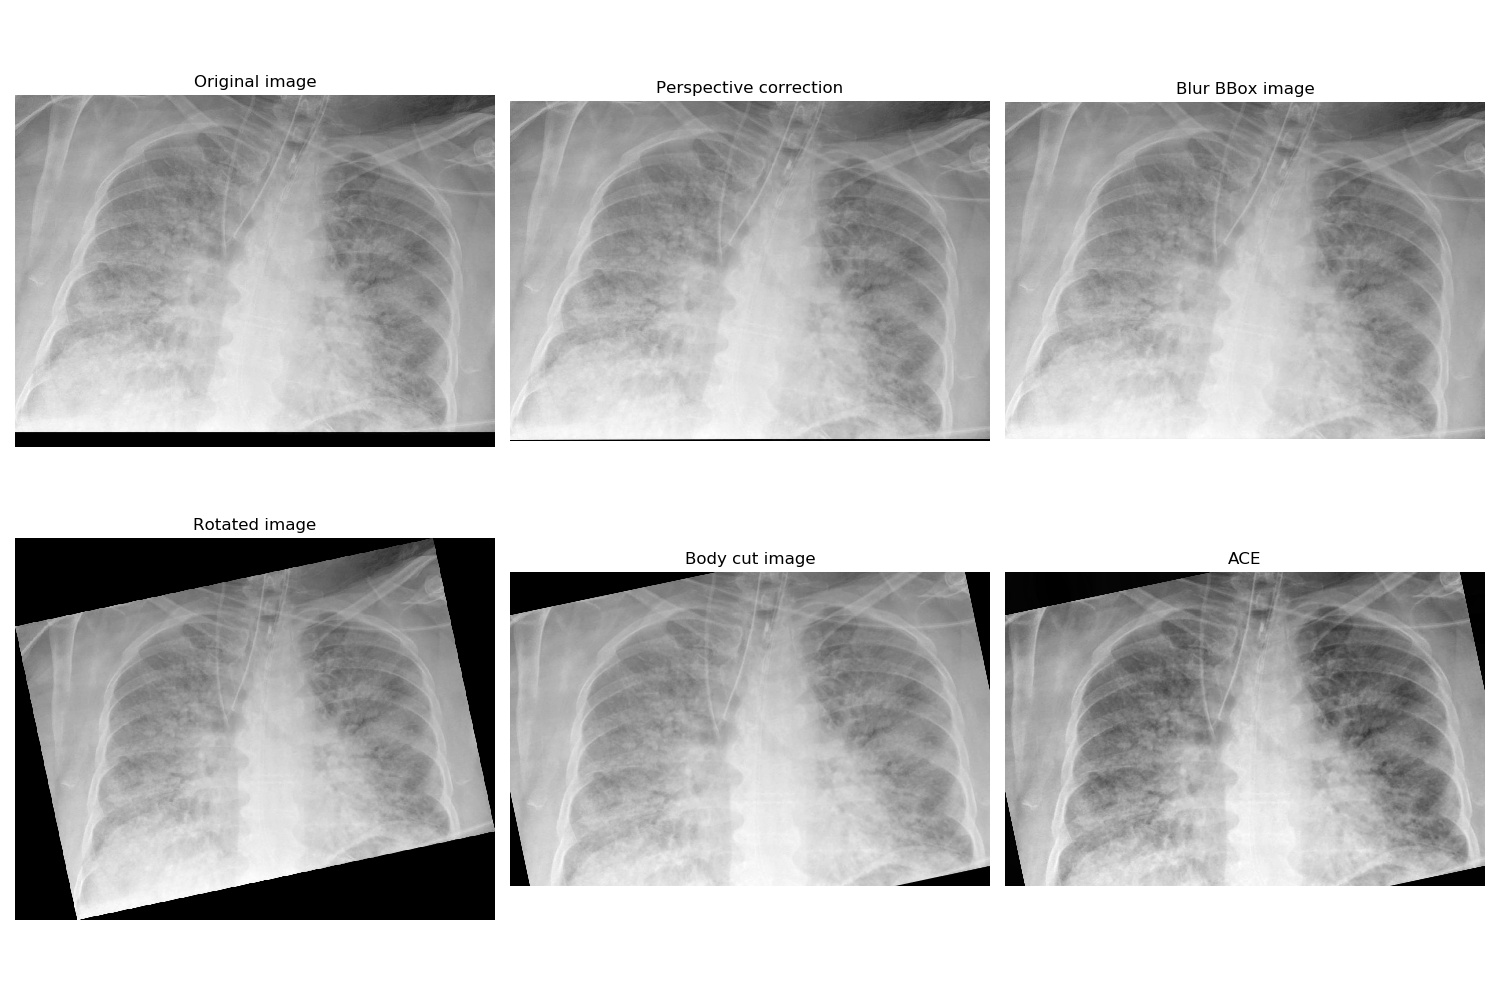 Original image
Perspective correction
Blur BBox image
Rotated image
Body cut image
ACE